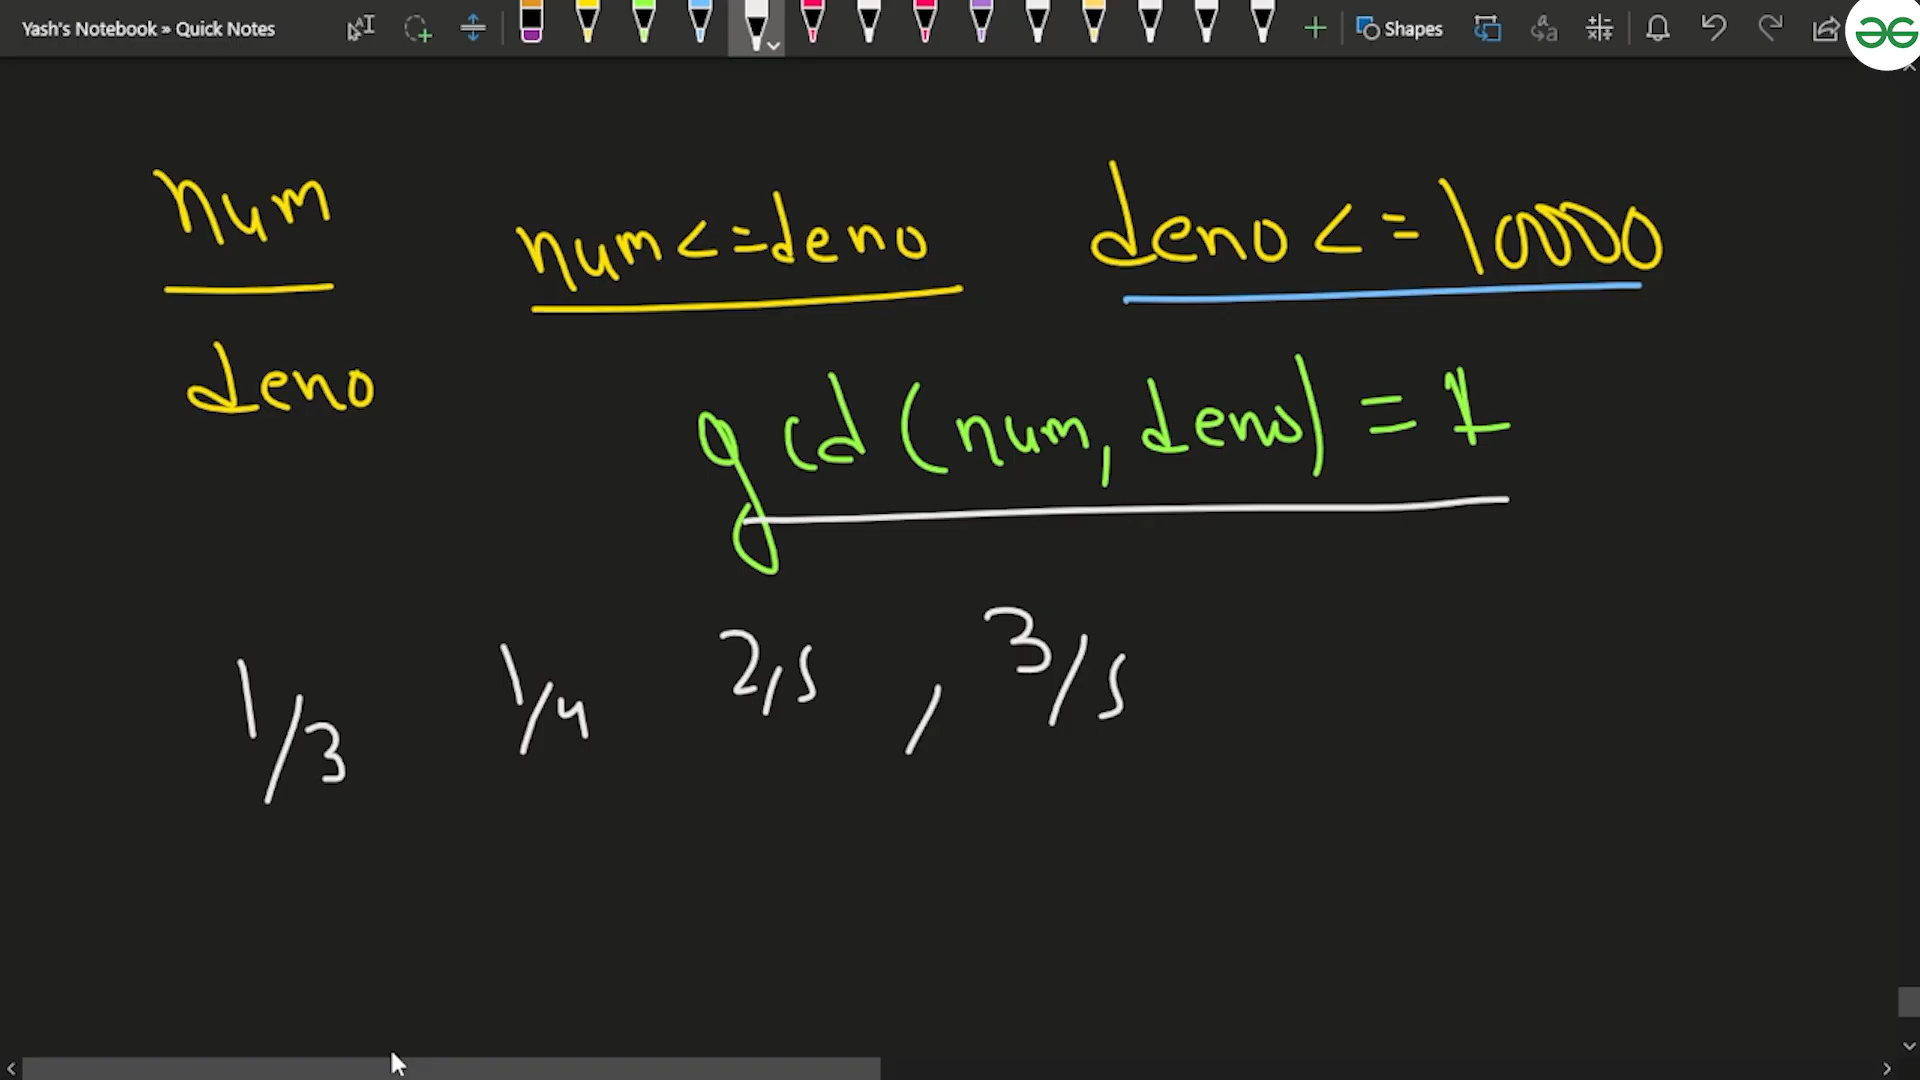 Yash's Notebook » Quick Notes
Shapes
num
num<=deno
deno<=10000
deno
gcd(num, deno) = 1
1/3 1/4 2/5 , 3/5